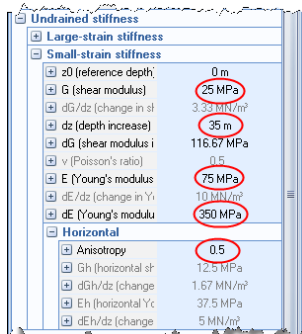 Undrained stiffness
Large-strain stiffness
Small-strain stiffness
z0 (reference depth) 0 m
G (shear modulus) 25 MPa
dG/dz (change in sh 3.33 MN/m³
dz (depth increase) 35 m
dG (shear modulus i 116.67 MPa
v (Poisson's ratio) 0.5
E (Young's modulus 75 MPa
dE/dz (change in Yo 10 MN/m³
dE (Young's modulu 350 MPa
Horizontal
Anisotropy 0.5
Gh (horizontal sh 12.5 MPa
dGh/dz (change 1.67 MN/m³
Eh (horizontal Yo 37.5 MPa
dEh/dz (change 5 MN/m³